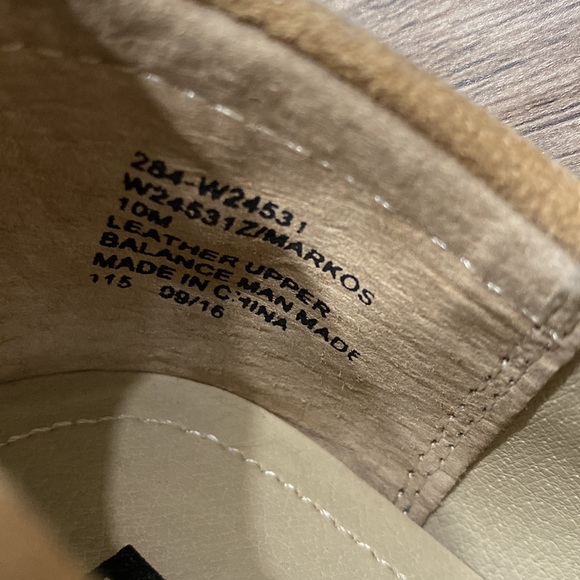 284-W24531
W24531Z/MARKOS
10M
LEATHER UPPER
BALANCE MAN MADE
MADE IN CHINA
115 09/16